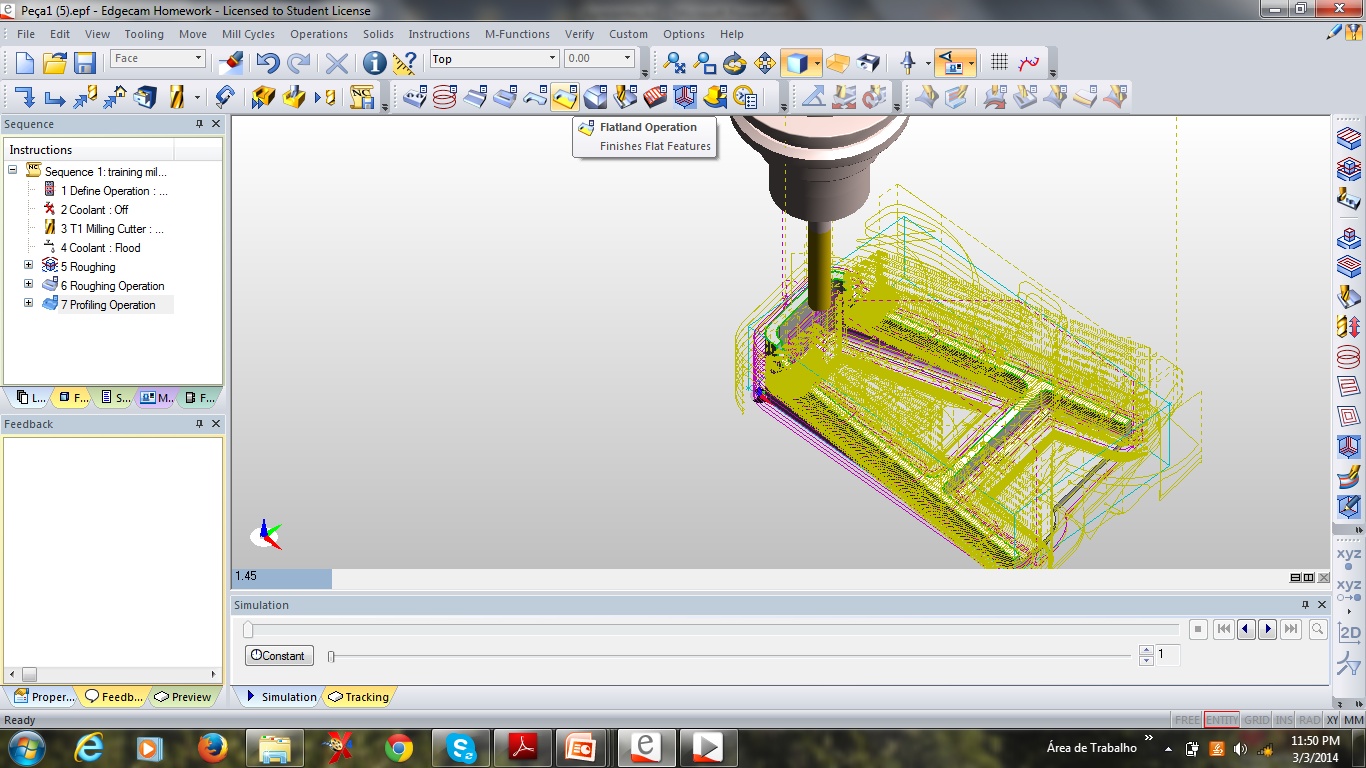 Peça1 (5).epf - Edgecam Homework - Licensed to Student License
File Edit View Tooling Move Mill Cycles Operations Solids Instructions M-Functions Verify Custom Options Help
Face Top 0.00
Sequence
Flatland Operation
Finishes Flat Features
Instructions
Sequence 1: training mil...
1 Define Operation : ...
2 Coolant : Off
3 T1 Milling Cutter : ...
4 Coolant : Flood
5 Roughing
6 Roughing Operation
7 Profiling Operation
L... F... S... M... F...
Feedback
1.45
Simulation
Constant 1
Proper... Feedb... Preview Simulation Tracking
xyz
xyz
2D
Ready FREE ENTITY GRID INS RAD XY MM
Área de Trabalho
11:50 PM
3/3/2014